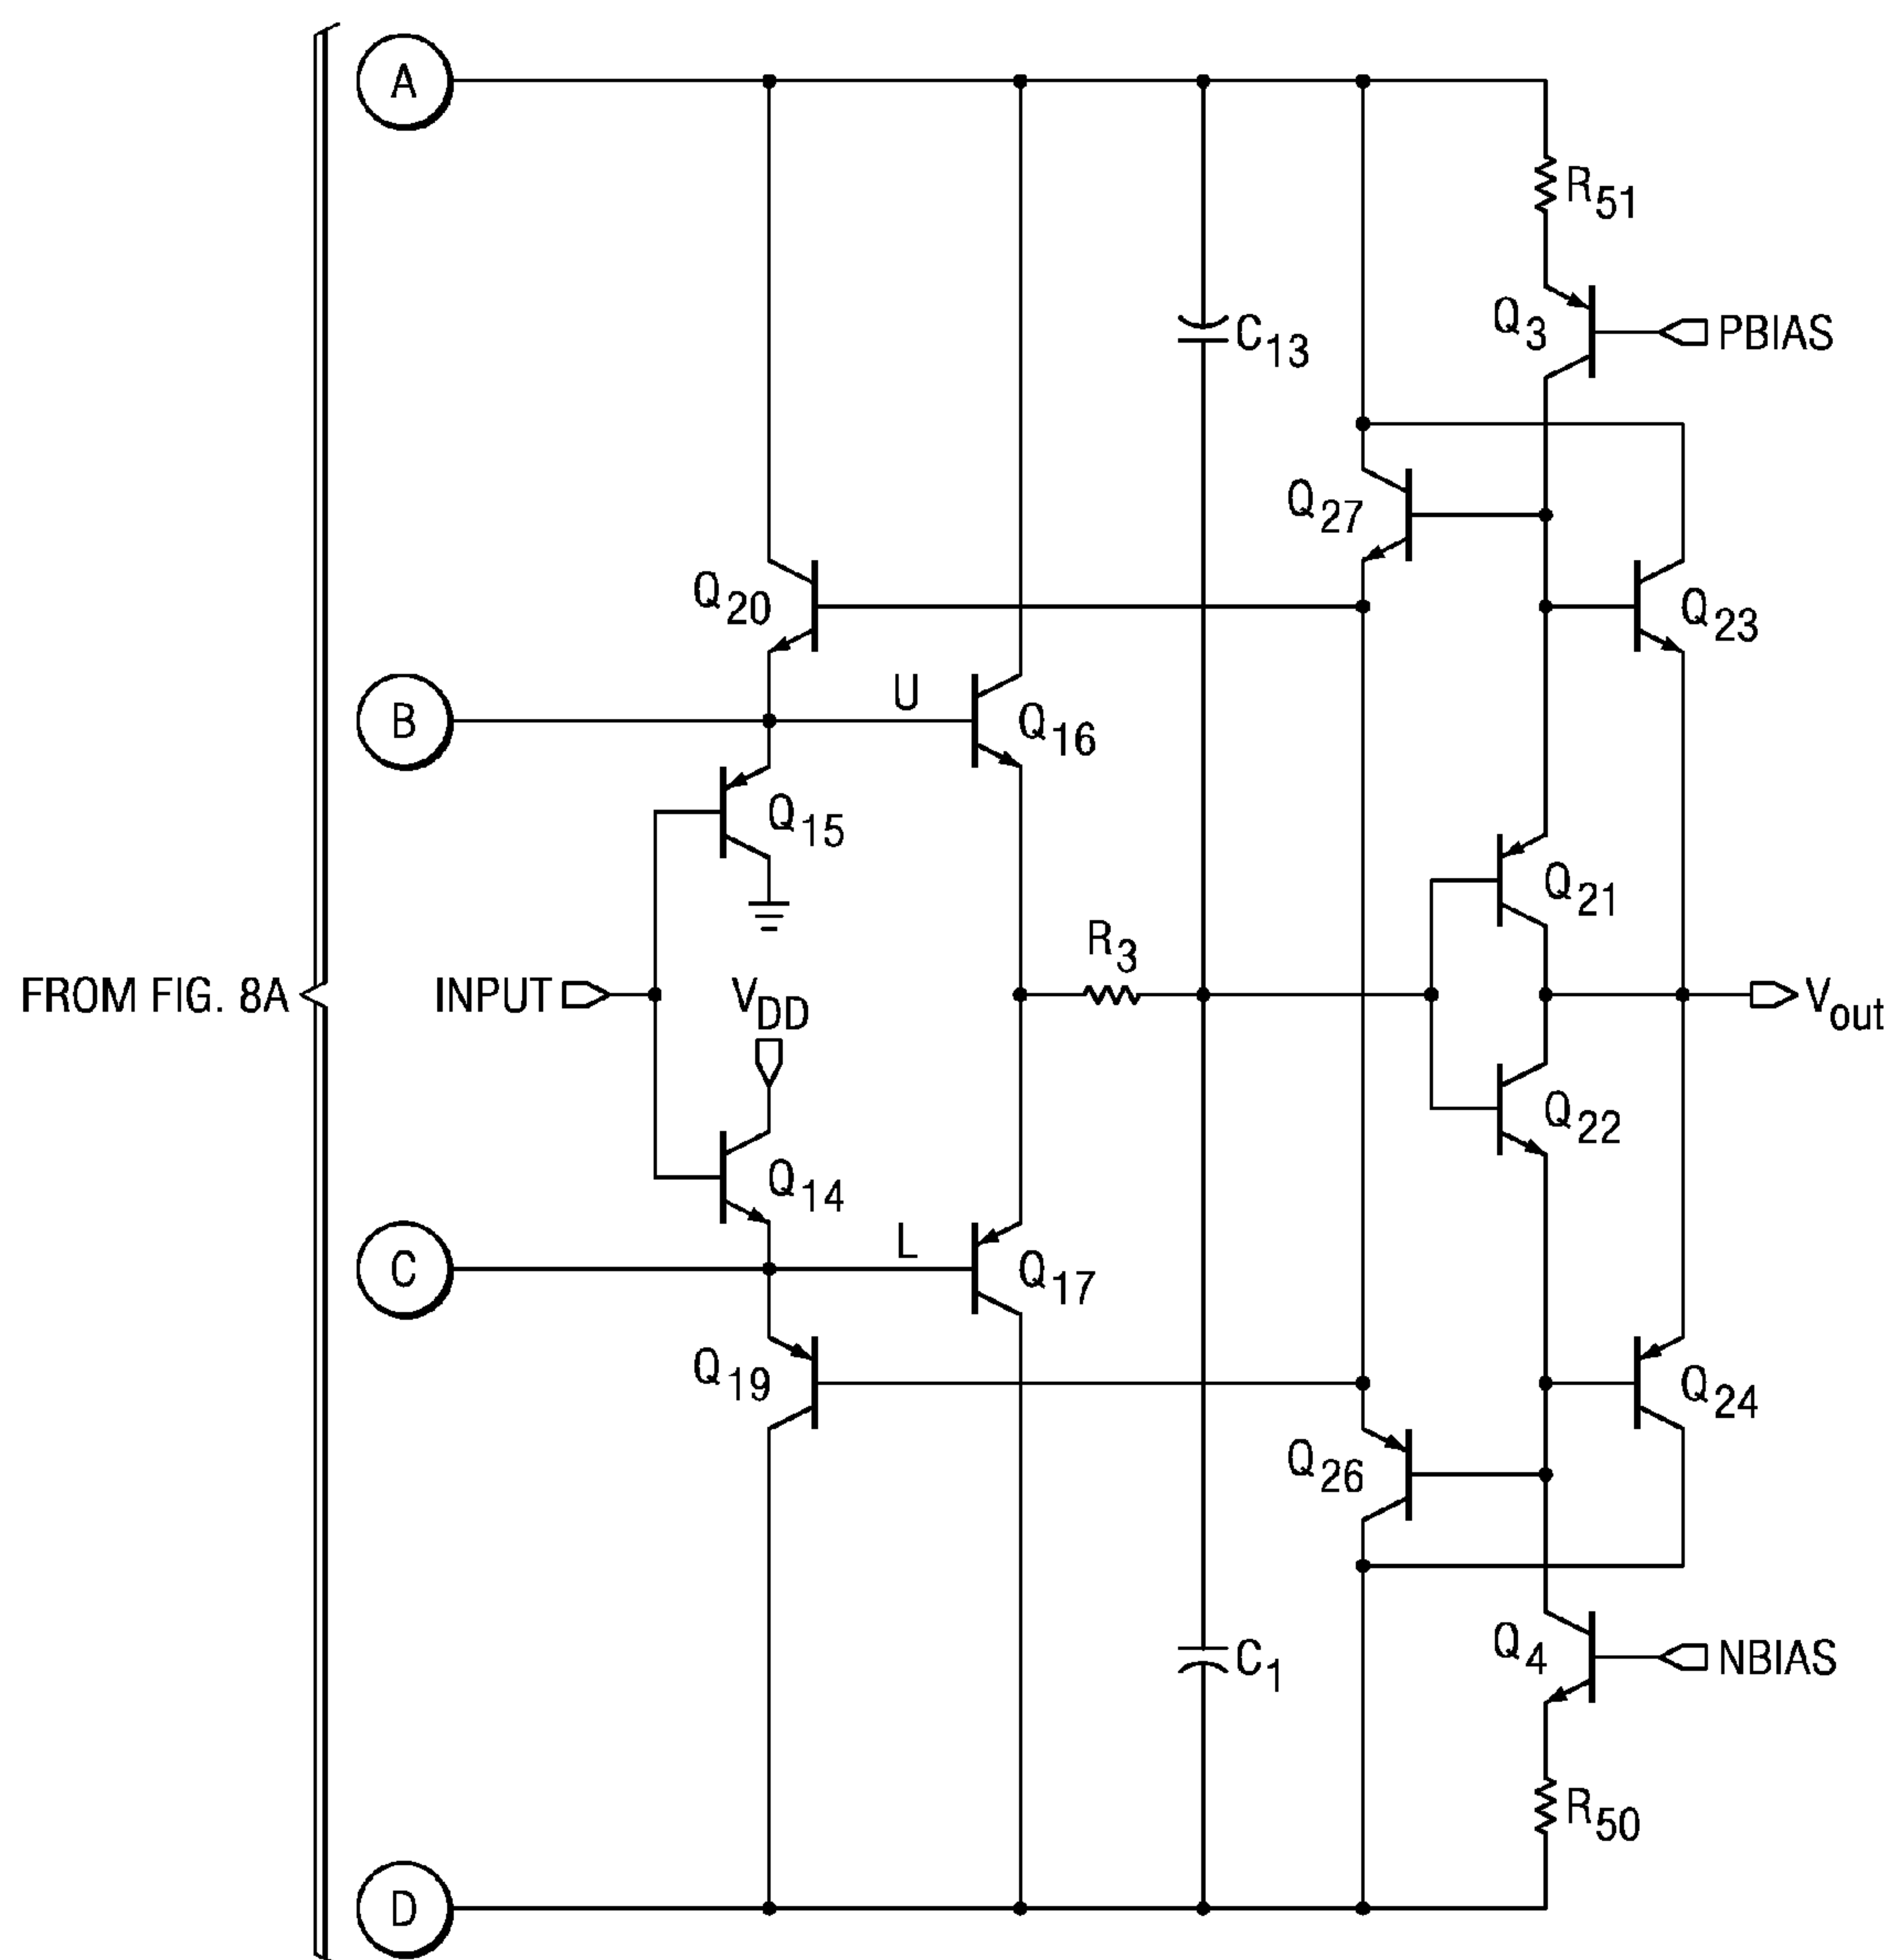 A
R51
Q3
PBIAS
C13
Q27
Q20
Q23
B
U
Q16
Q15
Q21
R3
FROM FIG. 8A
INPUT
VDD
Vout
Q22
Q14
C
L
Q17
Q19
Q24
Q26
Q4
NBIAS
C1
R50
D